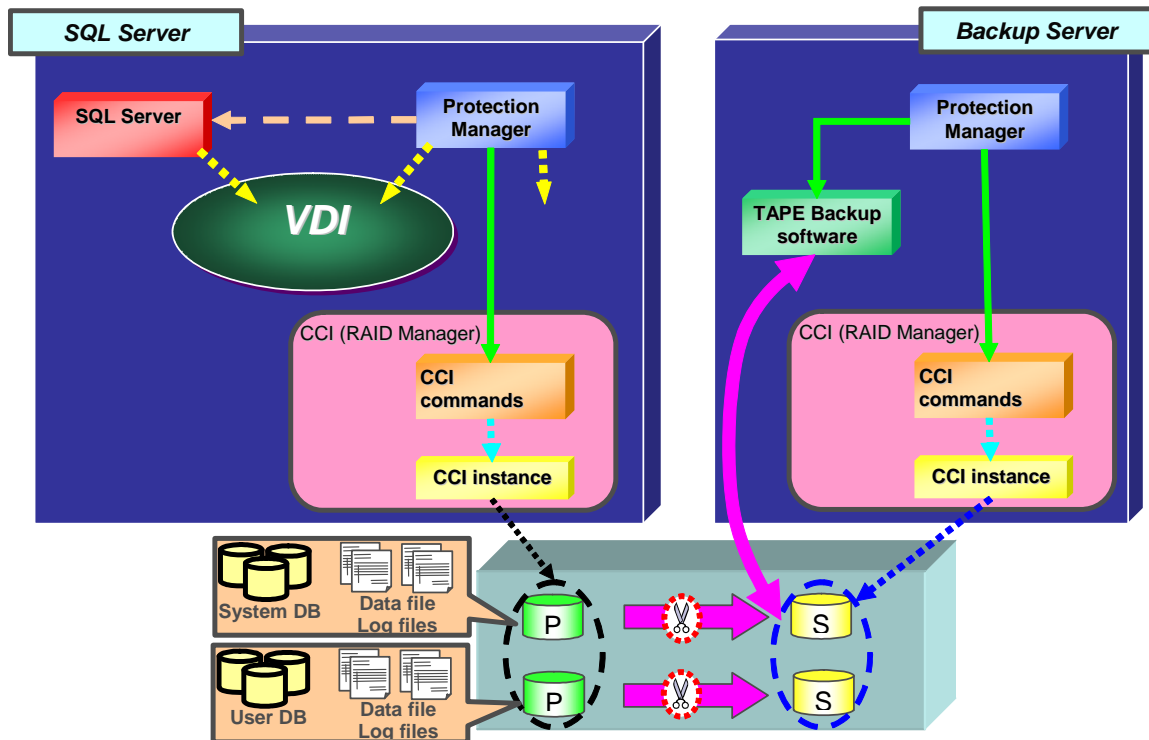 SQL Server
Backup Server
SQL Server
Protection
Manager
VDI
CCI (RAID Manager)
CCI
commands
CCI instance
Protection
Manager
TAPE Backup
software
CCI (RAID Manager)
CCI
commands
CCI instance
System DB
Data file
Log files
P
S
User DB
Data file
Log files
P
S